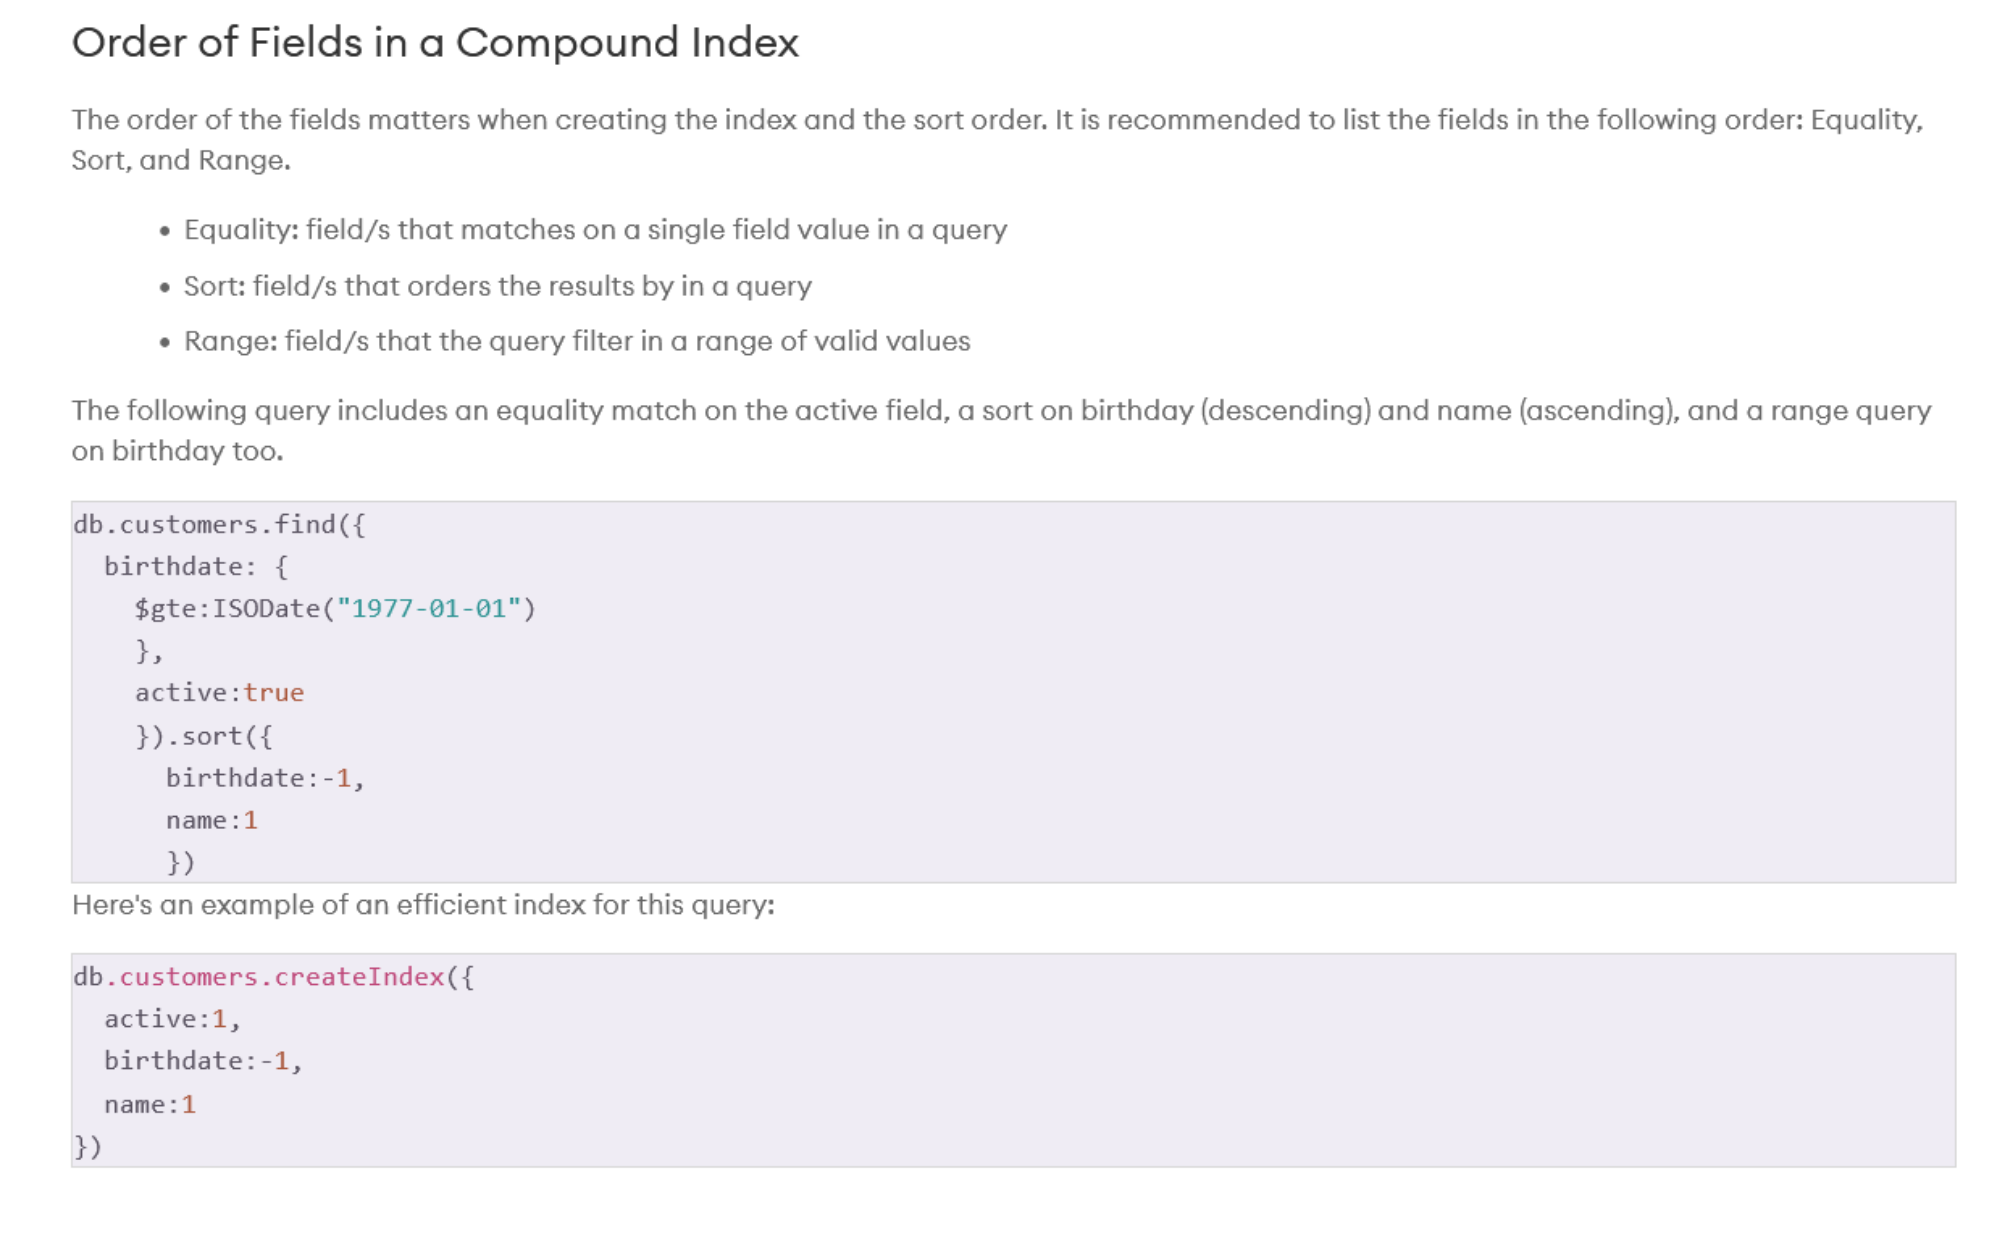 Order of Fields in a Compound Index
The order of the fields matters when creating the index and the sort order. It is recommended to list the fields in the following order: Equality,
Sort, and Range.
• Equality: field/s that matches on a single field value in a query
• Sort: field/s that orders the results by in a query
• Range: field/s that the query filter in a range of valid values
The following query includes an equality match on the active field, a sort on birthday (descending) and name (ascending), and a range query
on birthday too.
db.customers.find({
  birthdate: {
    $gte:ISODate("1977-01-01")
    },
    active:true
    }).sort({
      birthdate:-1,
      name:1
      })
Here's an example of an efficient index for this query:
db.customers.createIndex({
  active:1,
  birthdate:-1,
  name:1
})